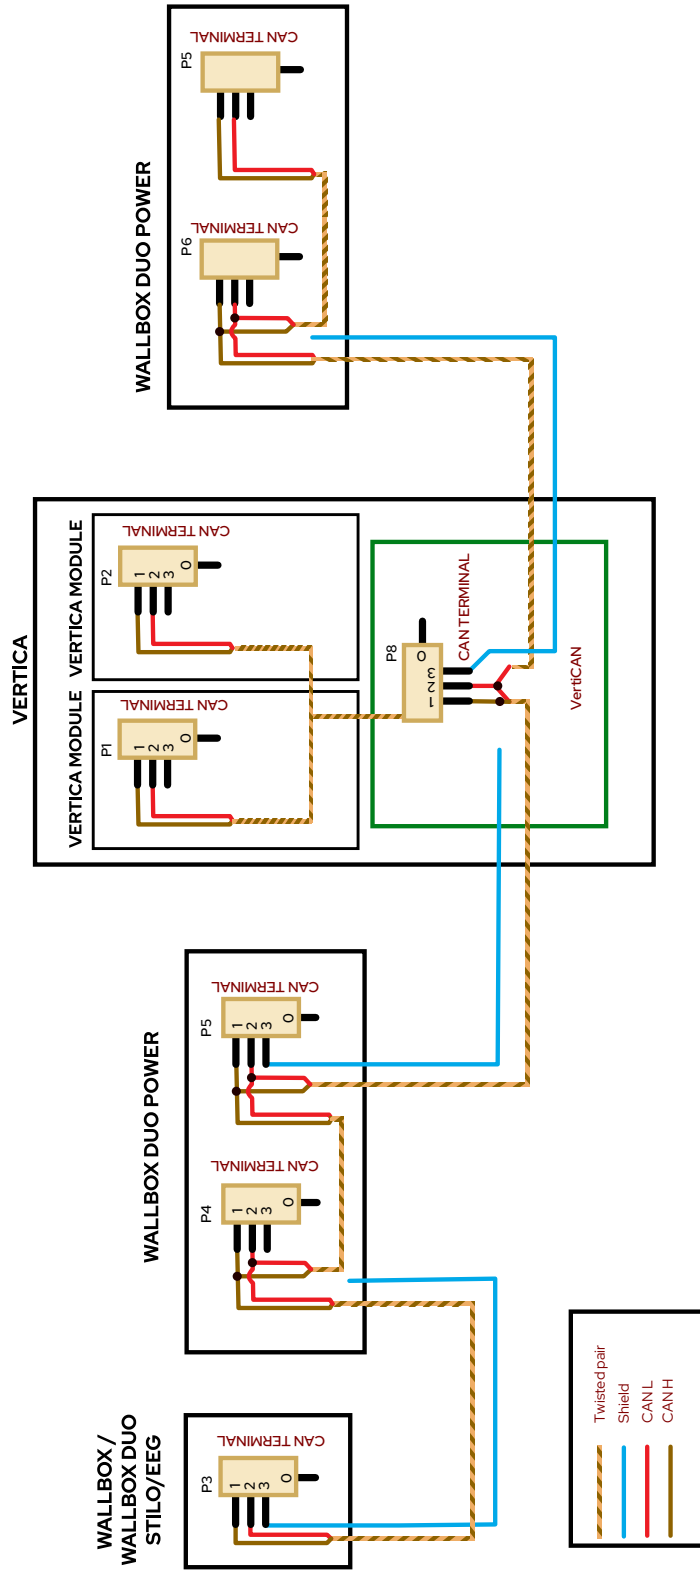 WALLBOX /
WALLBOX DUO
STILO/EEG
P3
1
2
3
0
CAN TERMINAL
WALLBOX DUO POWER
P4
1
2
3
0
CAN TERMINAL
P5
1
2
3
0
CAN TERMINAL
VERTICA
VERTICA MODULE
P1
1
2
3
0
CAN TERMINAL
VERTICA MODULE
P2
1
2
3
0
CAN TERMINAL
P8
0
1 2 3
CAN TERMINAL
VertiCAN
WALLBOX DUO POWER
P6
CAN TERMINAL
P5
CAN TERMINAL
Twisted pair
Shield
CAN L
CAN H